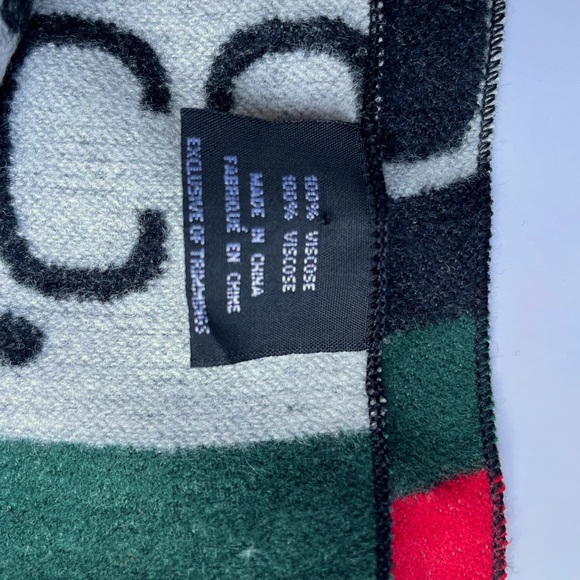 100% VISCOSE
100% VISCOSE
MADE IN CHINA
FABRIQUÉ EN CHINE
EXCLUSIVE OF TRIMMINGS